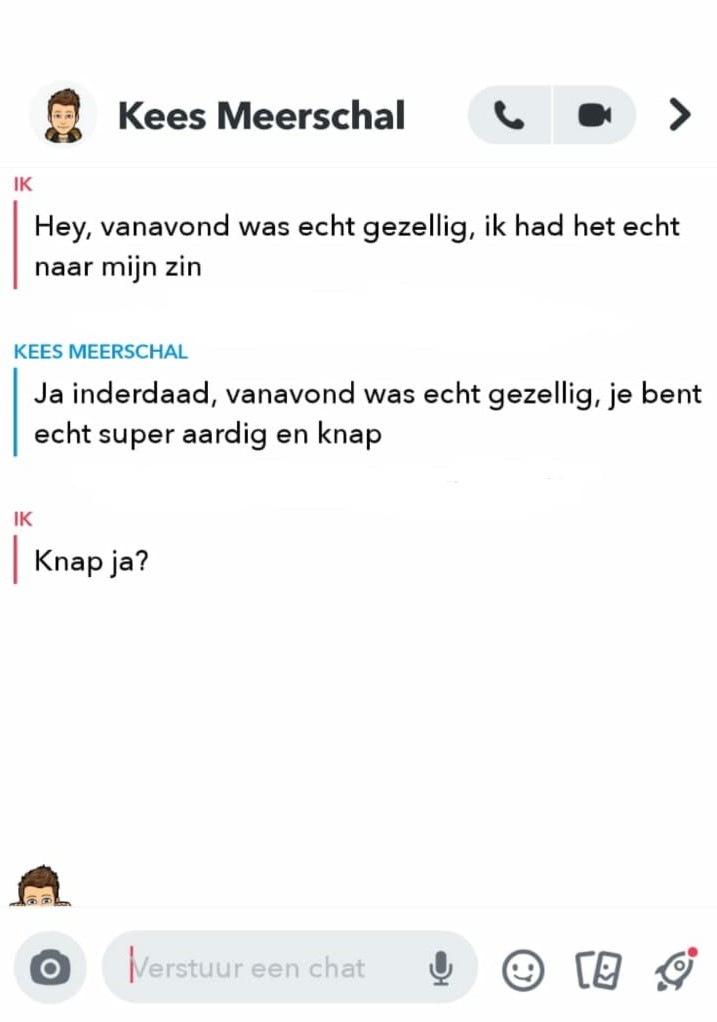 Kees Meerschal
IK
Hey, vanavond was echt gezellig, ik had het echt
naar mijn zin
KEES MEERSCHAL
Ja inderdaad, vanavond was echt gezellig, je bent
echt super aardig en knap
IK
Knap ja?
Verstuur een chat